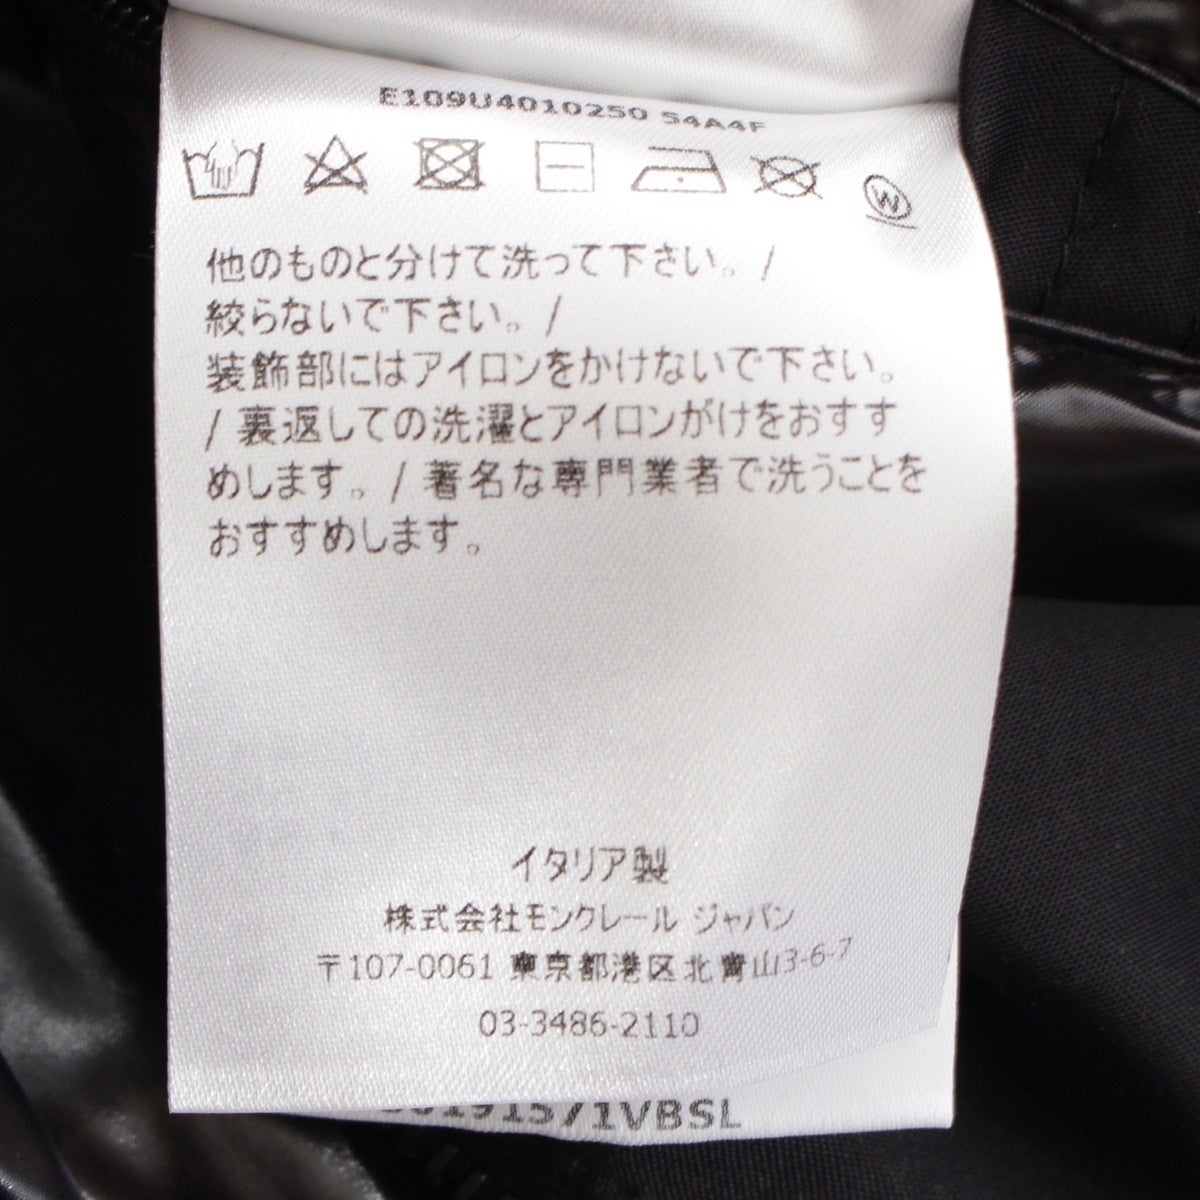 E109U4010250 54A4F
W
他のものと分けて洗って下さい。/
絞らないで下さい。/
装飾部にはアイロンをかけないで下さい。
/ 裏返しての洗濯とアイロンがけをおすす
めします。/ 著名な専門業者で洗うことを
おすすめします。
イタリア製
株式会社モンクレール ジャパン
〒107-0061 東京都港区北青山3-6-7
03-3486-2110